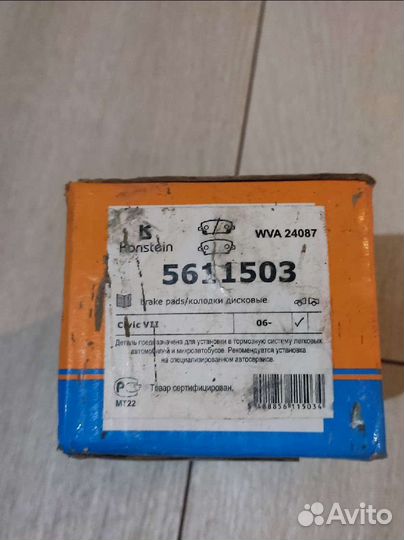 Konstein
WVA 24087
5611503
brake pads/колодки дисковые
Civic VII 06- ✓
Деталь предназначена для установки в тормозную систему легковых
автомобилей и микроавтобусов. Рекомендуется установка
на специализированном автосервисе.
Товар сертифицирован.
МТ22
Avito